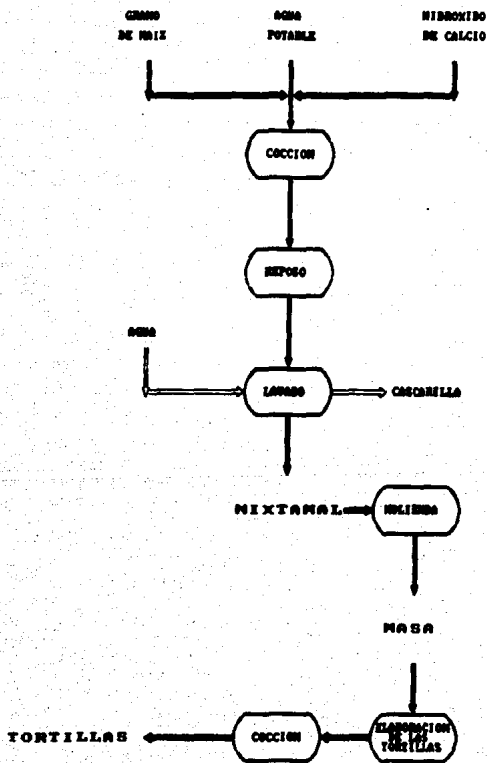 GRANO
DE MAIZ
AGUA
POTABLE
HIDROXIDO
DE CALCIO
COCCION
REPOSO
AGUA
LAVADO
CASCARILLA
MIXTAMAL
MOLIENDA
MASA
ELABORACION
DE LAS
TORTILLAS
COCCION
TORTILLAS